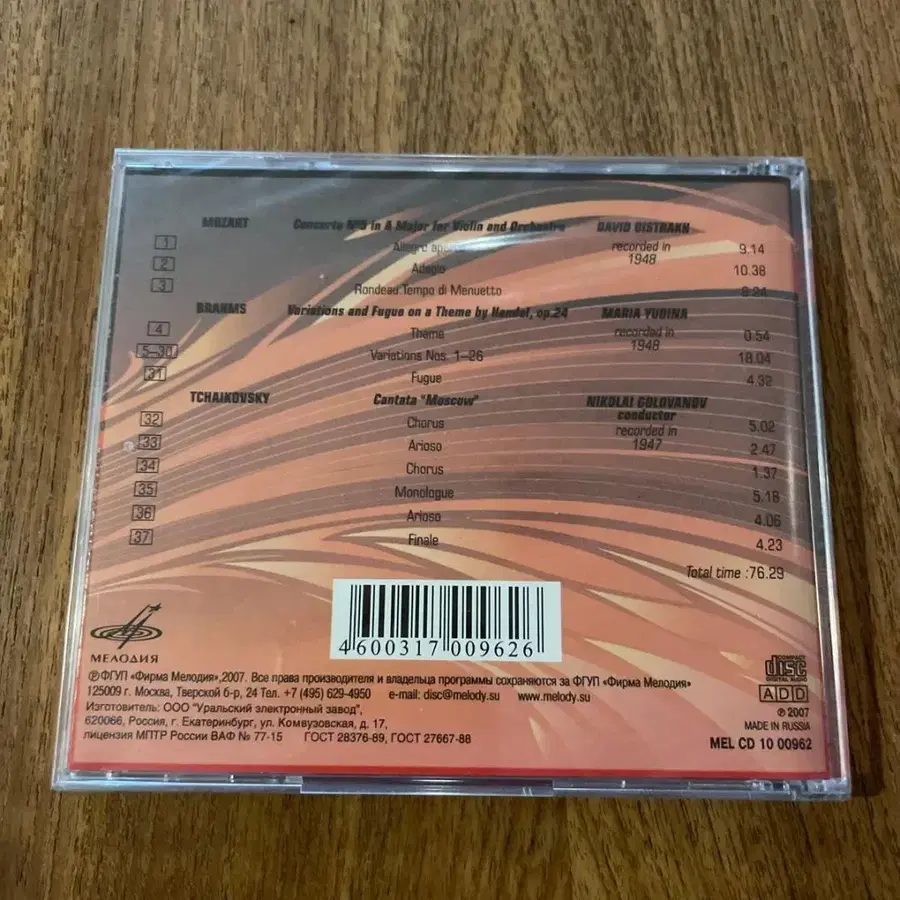 MOZART Concerto Nº5 in A Major for Violin and Orchestra DAVID OISTRAKH
1 Allegro aperto recorded in 9.14
2 Adagio 1948 10.38
3 Rondeau.Tempo di Menuetto 9.24
BRAHMS Variations and Fugue on a Theme by Handel, op.24 MARIA YUDINA
4 Theme recorded in 0.54
5–30 Variations Nos. 1–26 1948 18.04
31 Fugue 4.32
TCHAIKOVSKY Cantata "Moscow" NIKOLAI GOLOVANOV
conductor
32 Chorus recorded in 5.02
33 Arioso 1947 2.47
34 Chorus 1.37
35 Monologue 5.18
36 Arioso 4.06
37 Finale 4.23
Total time :76.29
4 600317 009626
МЕЛОДИЯ
℗ФГУП «Фирма Мелодия»,2007. Все права производителя и владельца программы сохраняются за ФГУП «Фирма Мелодия»
125009 г. Москва, Тверской б-р, 24 Тел. +7 (495) 629-4950 e-mail: disc@melody.su www.melody.su
Изготовитель: ООО "Уральский электронный завод",
620066, Россия, г. Екатеринбург, ул. Комвузовская, д. 17,
лицензия МПТР России ВАФ № 77-15 ГОСТ 28376-89, ГОСТ 27667-88
COMPACT
disc
DIGITAL AUDIO
ADD
℗ 2007
MADE IN RUSSIA
MEL CD 10 00962